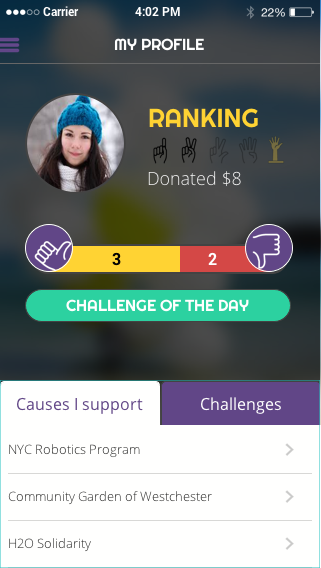 Carrier 4:02 PM 22%
MY PROFILE
RANKING
Donated $8
3 2
CHALLENGE OF THE DAY
Causes I support Challenges
NYC Robotics Program
Community Garden of Westchester
H2O Solidarity